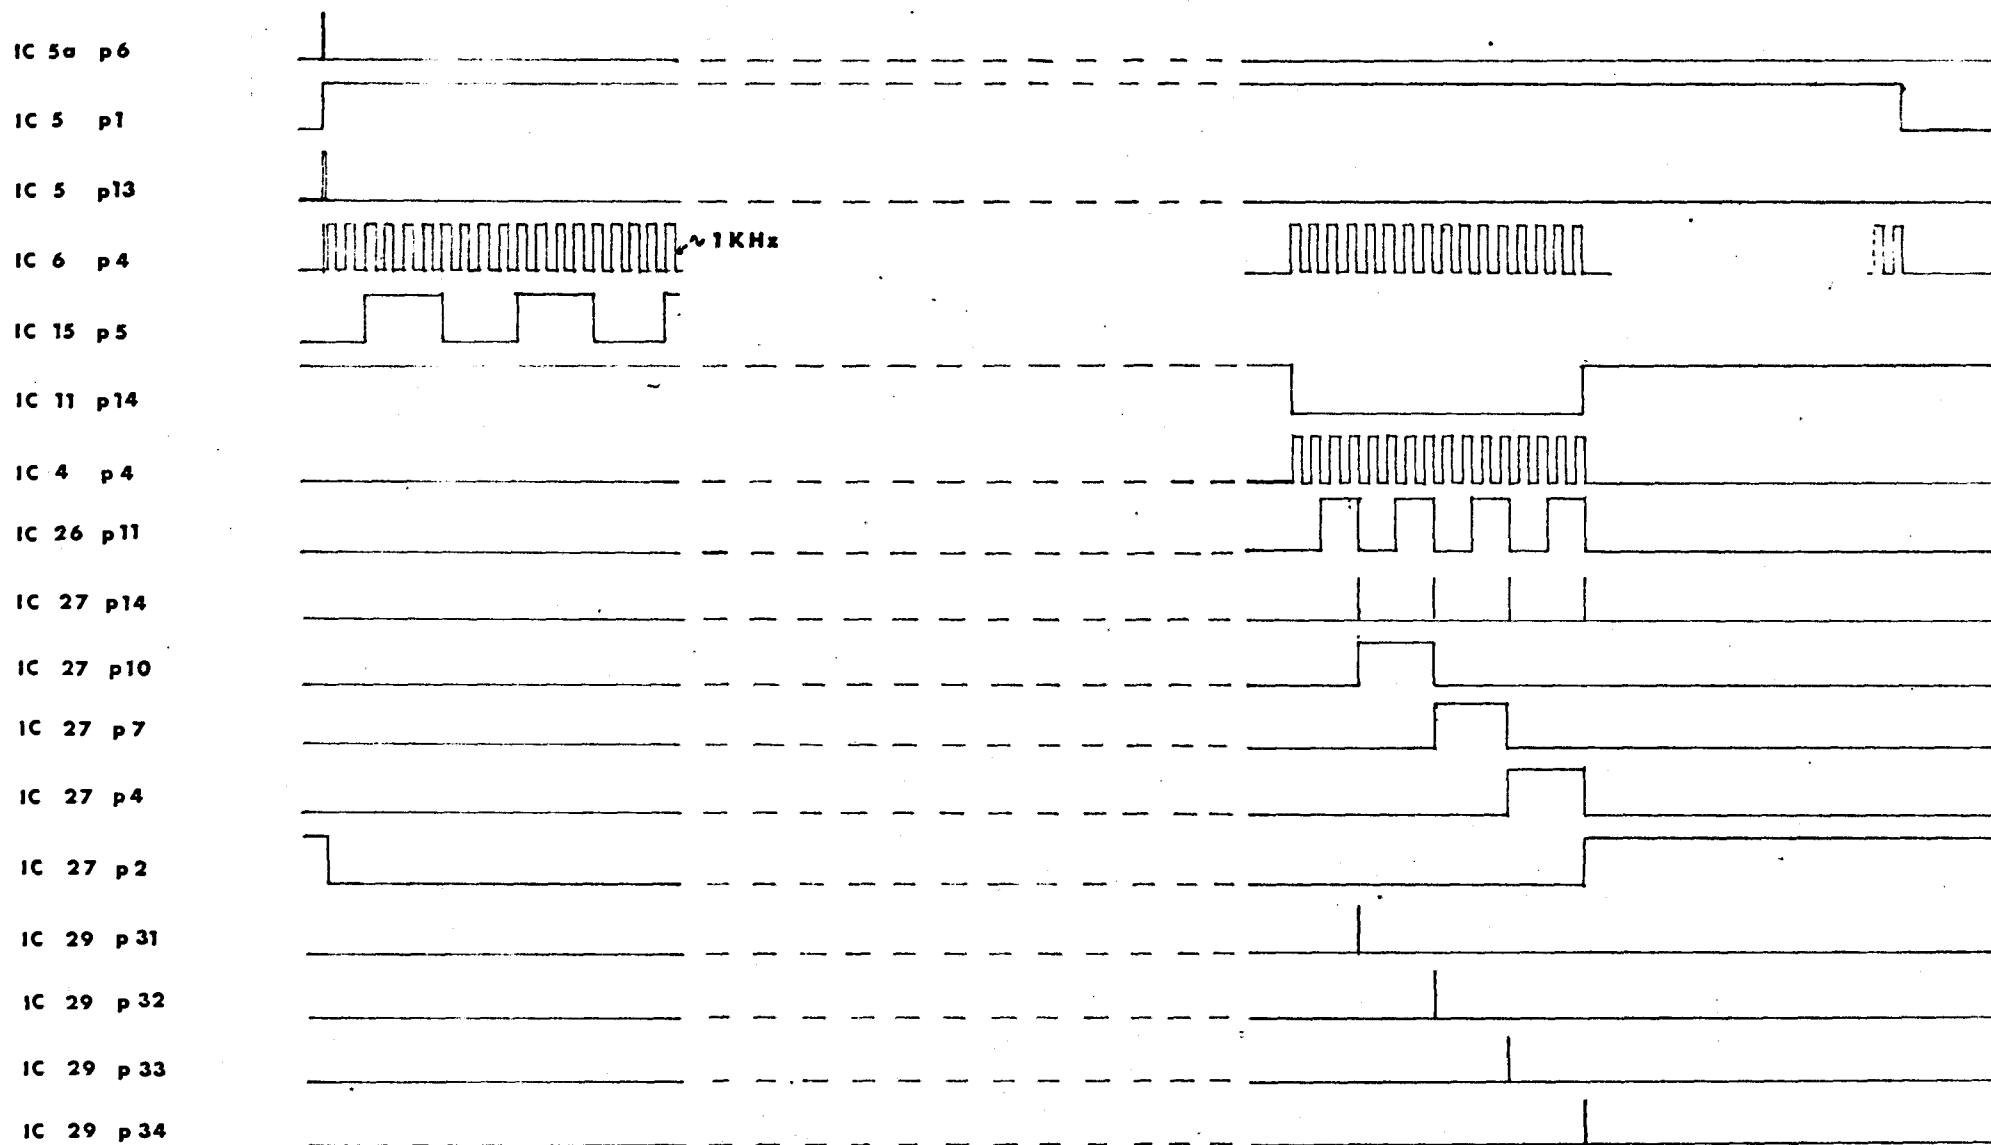 IC 5a p6
IC 5 p1
IC 5 p13
IC 6 p4
~ 1 KHz
IC 15 p5
IC 11 p14
IC 4 p4
IC 26 p11
IC 27 p14
IC 27 p10
IC 27 p7
IC 27 p4
IC 27 p2
IC 29 p31
IC 29 p32
IC 29 p33
IC 29 p34